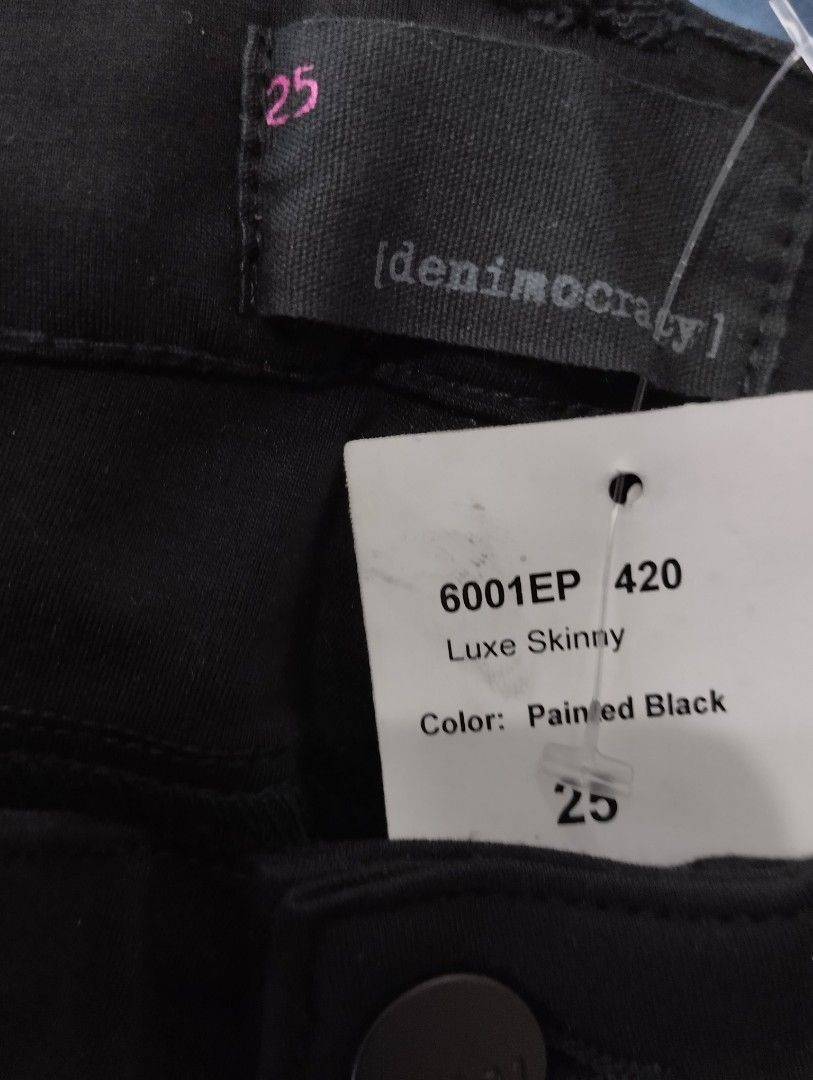 25
[denimocracy]
6001EP 420
Luxe Skinny
Color: Painted Black
25